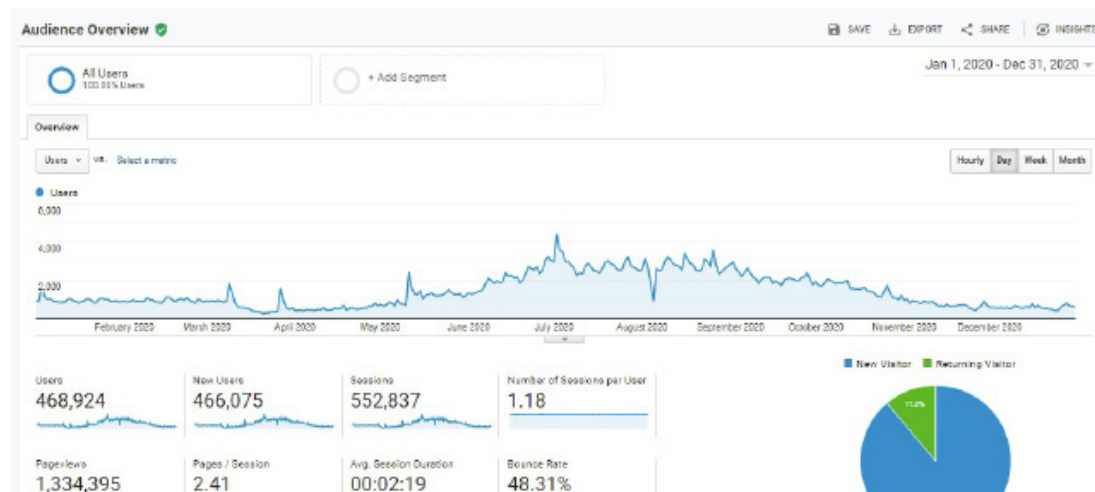 Audience Overview
SAVE EXPORT SHARE INSIGHTS
All Users
100.00% Users
+ Add Segment
Jan 1, 2020 - Dec 31, 2020
Overview
Users vs. Select a metric
Hourly Day Week Month
Users
6,000
4,000
2,000
February 2020 March 2020 April 2020 May 2020 June 2020 July 2020 August 2020 September 2020 October 2020 November 2020 December 2020
New Visitor Returning Visitor
Users New Users Sessions Number of Sessions per User
468,924 466,075 552,837 1.18
11.2%
Pageviews Pages / Session Avg. Session Duration Bounce Rate
1,334,395 2.41 00:02:19 48.31%